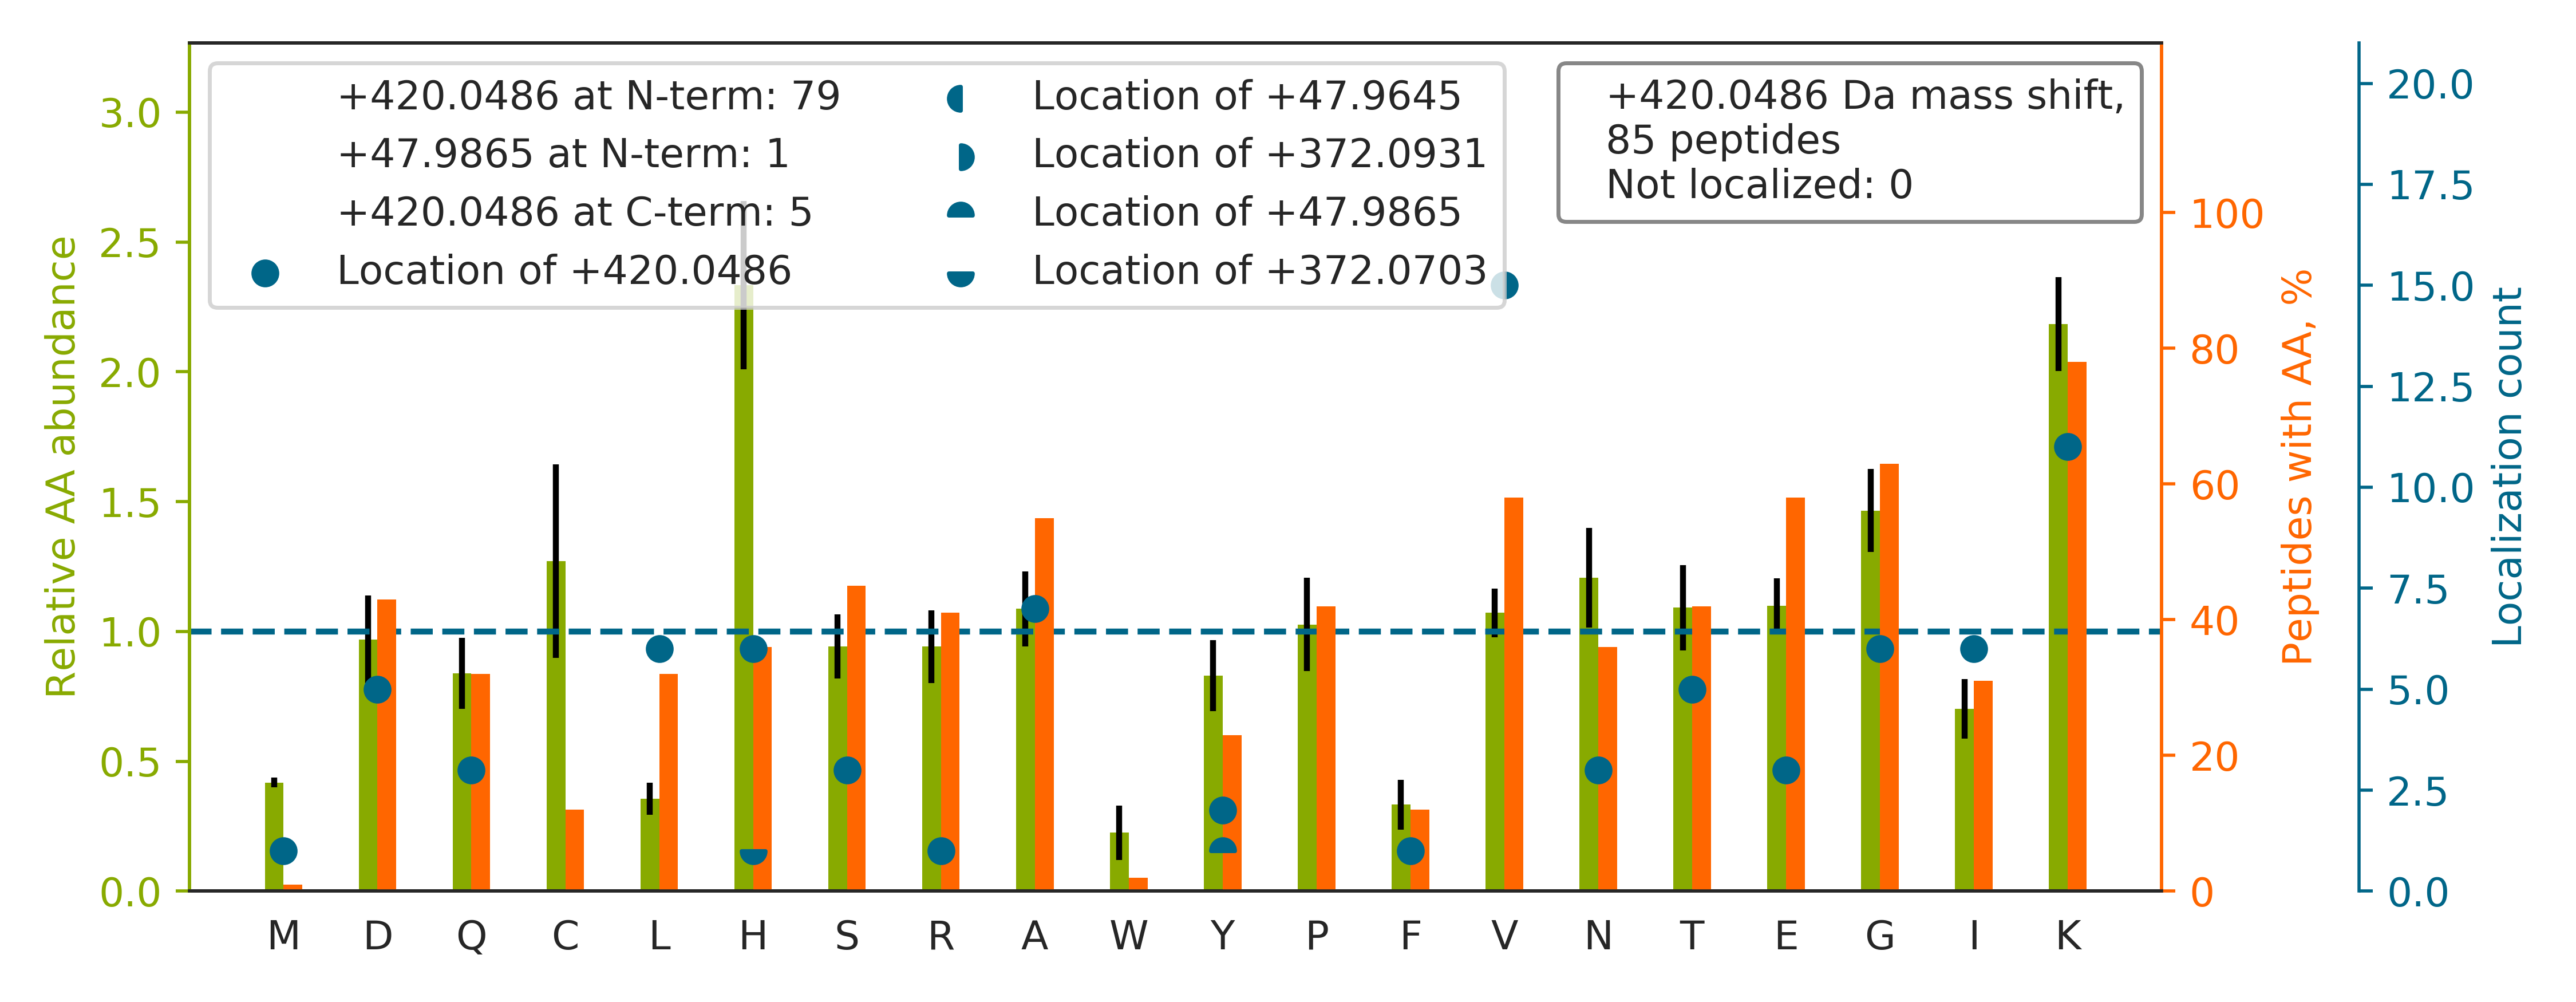 +420.0486 at N-term: 79
+47.9865 at N-term: 1
+420.0486 at C-term: 5
Location of +420.0486
Location of +47.9645
Location of +372.0931
Location of +47.9865
Location of +372.0703
+420.0486 Da mass shift,
85 peptides
Not localized: 0
Relative AA abundance
3.0
2.5
2.0
1.5
1.0
0.5
0.0
100
80
60
40
20
0
Peptides with AA, %
20.0
17.5
15.0
12.5
10.0
7.5
5.0
2.5
0.0
Localization count
M D Q C L H S R A W Y P F V N T E G I K